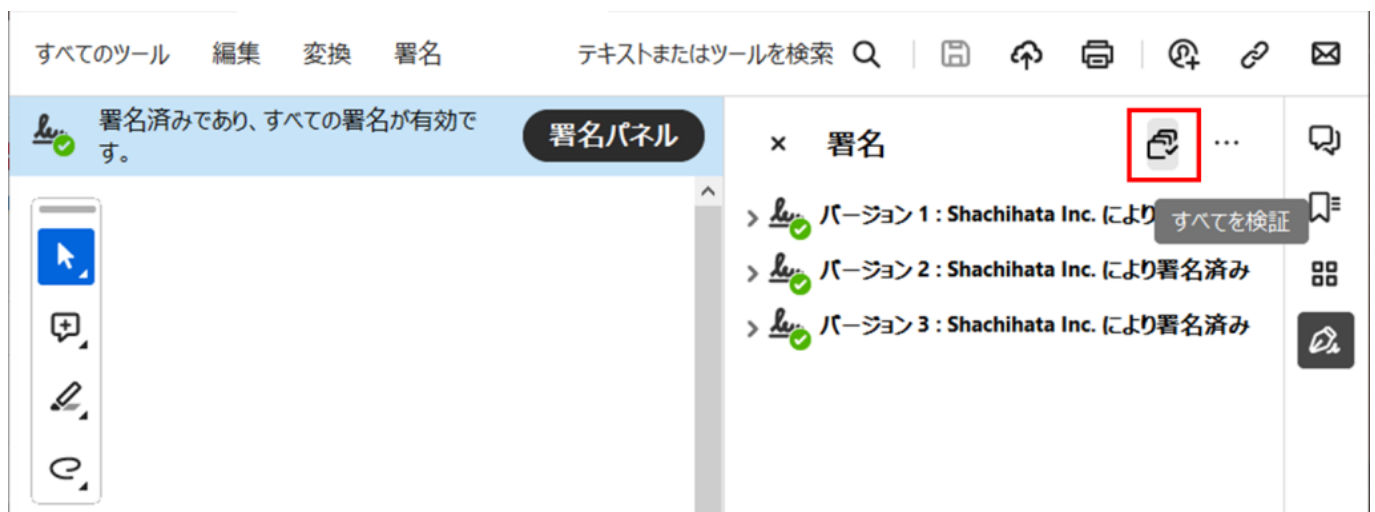 すべてのツール 編集 変換 署名 テキストまたはツールを検索
署名済みであり、すべての署名が有効で
す。
署名パネル
署名
すべてを検証
バージョン 1 : Shachihata Inc. により
バージョン 2 : Shachihata Inc. により署名済み
バージョン 3 : Shachihata Inc. により署名済み